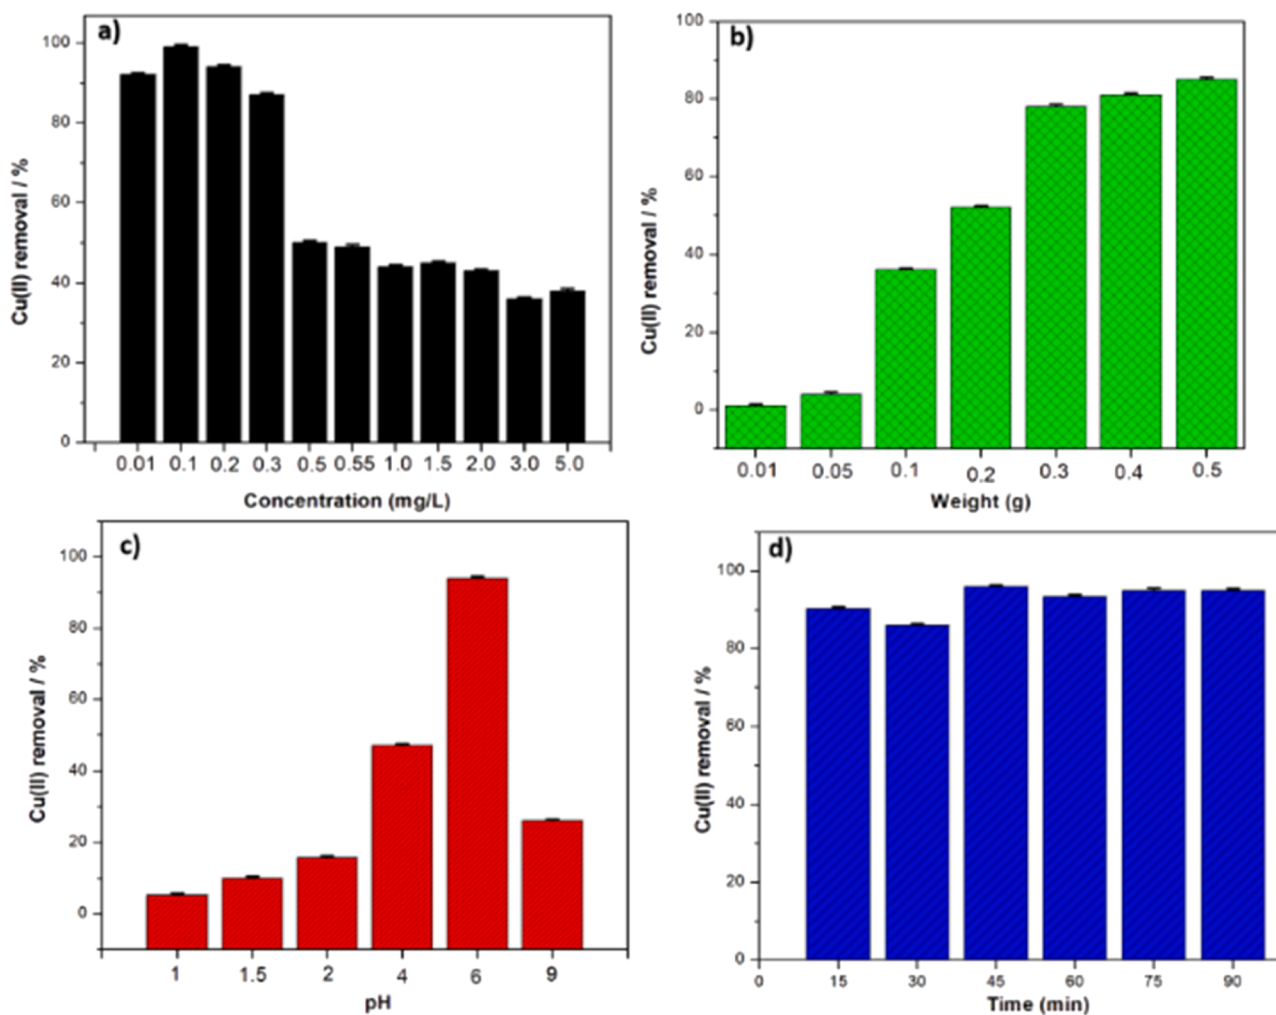 a)
Cu(II) removal / %
100
80
60
40
20
0
0.01 0.1 0.2 0.3 0.5 0.55 1.0 1.5 2.0 3.0 5.0
Concentration (mg/L)
b)
Cu(II) removal / %
100
80
60
40
20
0
0.01 0.05 0.1 0.2 0.3 0.4 0.5
Weight (g)
c)
Cu(II) removal / %
100
80
60
40
20
0
1 1.5 2 4 6 9
pH
d)
Cu(II) removal / %
100
80
60
40
20
0
0 15 30 45 60 75 90
Time (min)